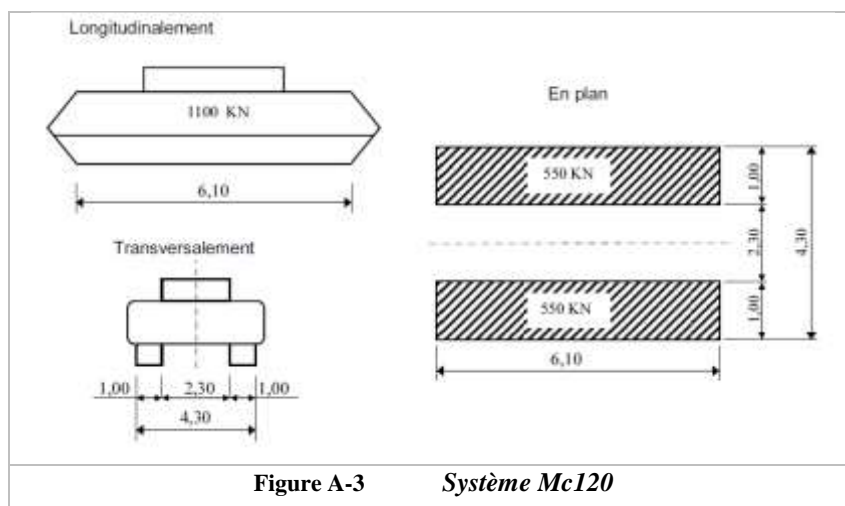 Longitudinalement
1100 KN
6,10
Transversalement
1,00 2,30 1,00
4,30
En plan
550 KN
550 KN
1,00
2,30
1,00
4,30
6,10
Figure A-3 Système Mc120